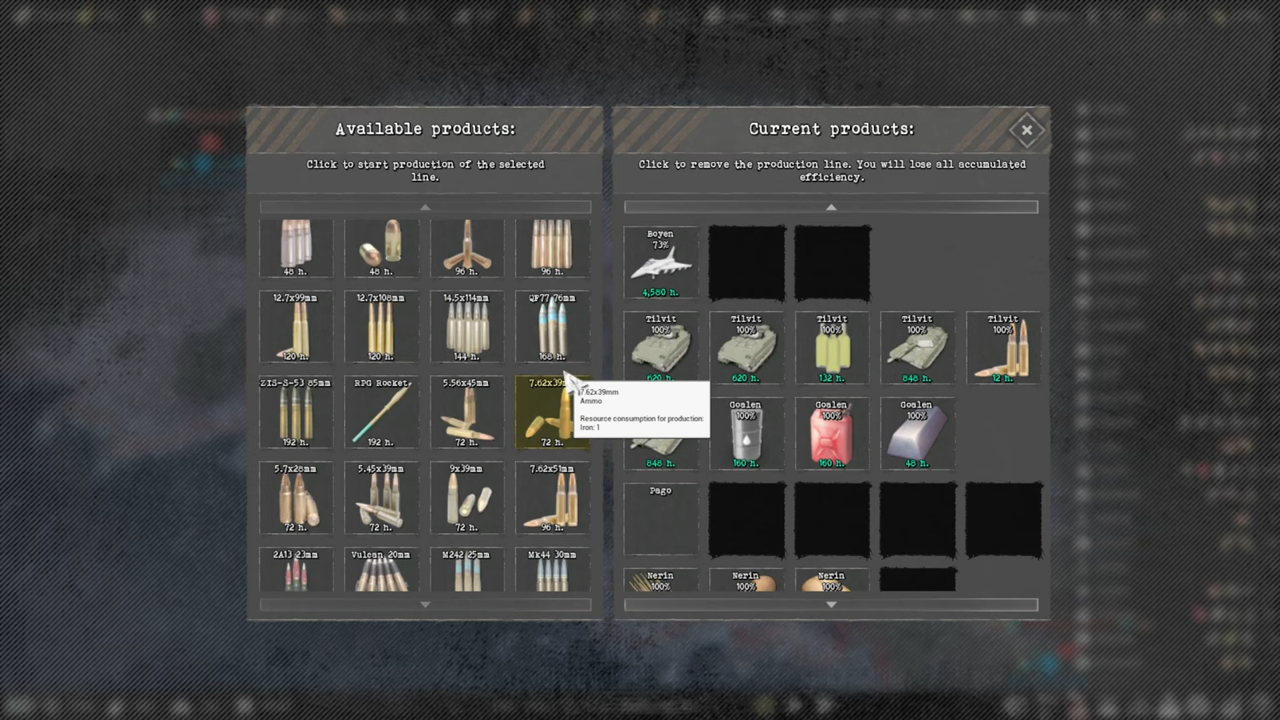 Available products:
Click to start production of the selected
line.
48 h.
48 h.
96 h.
96 h.
12.7x99mm
120 h.
12.7x108mm
120 h.
14.5x114mm
144 h.
QF77 76mm
168 h.
ZIS-S-53 85mm
192 h.
RPG Rocket
192 h.
5.56x45mm
72 h.
7.62x39
72 h.
5.7x28mm
72 h.
5.45x39mm
72 h.
9x39mm
72 h.
7.62x51mm
96 h.
2A13 23mm
Vulcan 20mm
M242 25mm
Mk44 30mm
7.62x39mm
Ammo
Resource consumption for production:
Iron: 1
Current products:
Click to remove the production line. You will lose all accumulated
efficiency.
Boyen
73%
4,580 h.
Tilvit
100%
620 h.
Tilvit
100%
620 h.
Tilvit
100%
132 h.
Tilvit
100%
848 h.
Tilvit
100%
12 h.
848 h.
Goalen
100%
160 h.
Goalen
100%
160 h.
Goalen
100%
48 h.
Pago
Nerin
100%
Nerin
100%
Nerin
100%